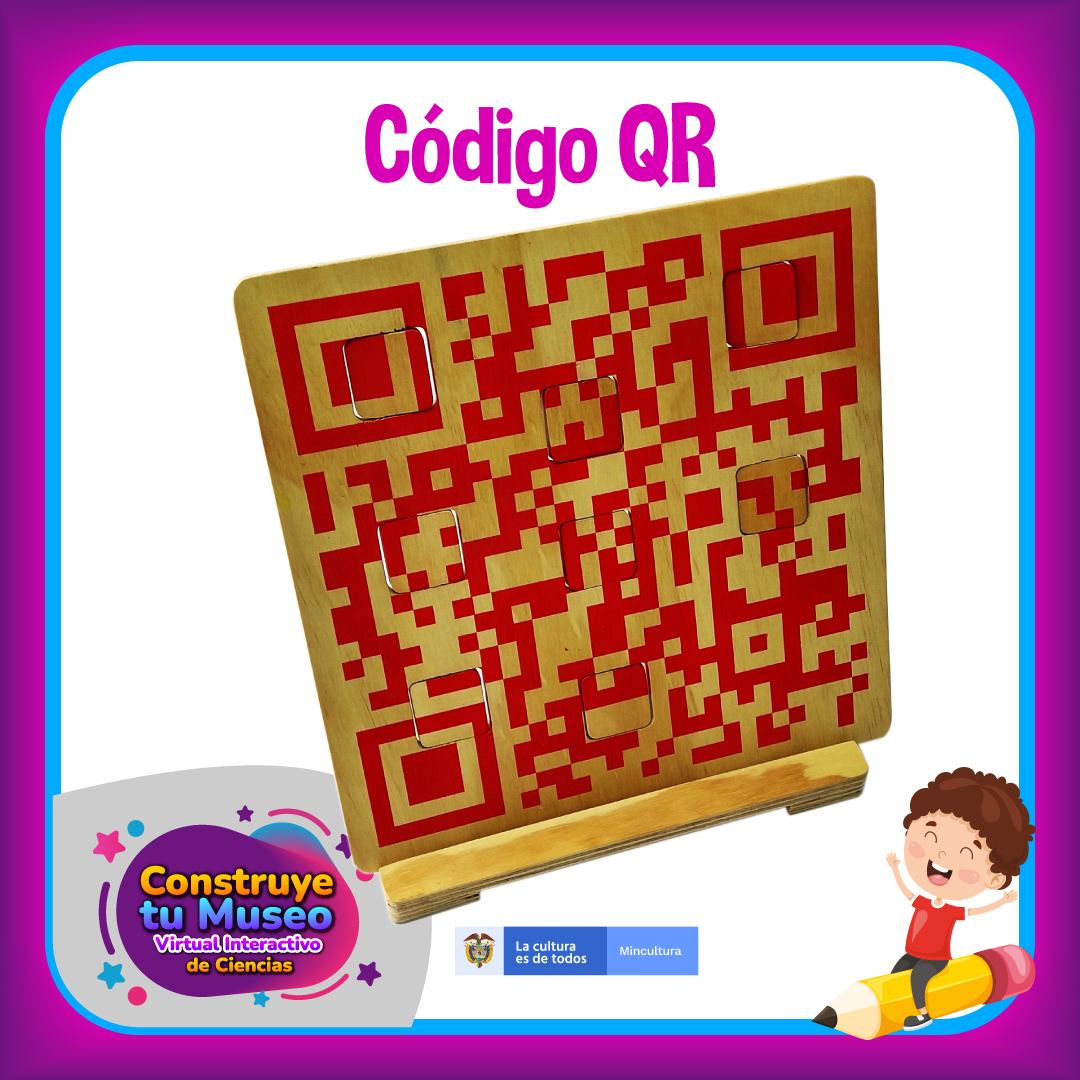 Código QR
Construye
tu Museo
Virtual Interactivo
de Ciencias
La cultura
es de todos
Mincultura